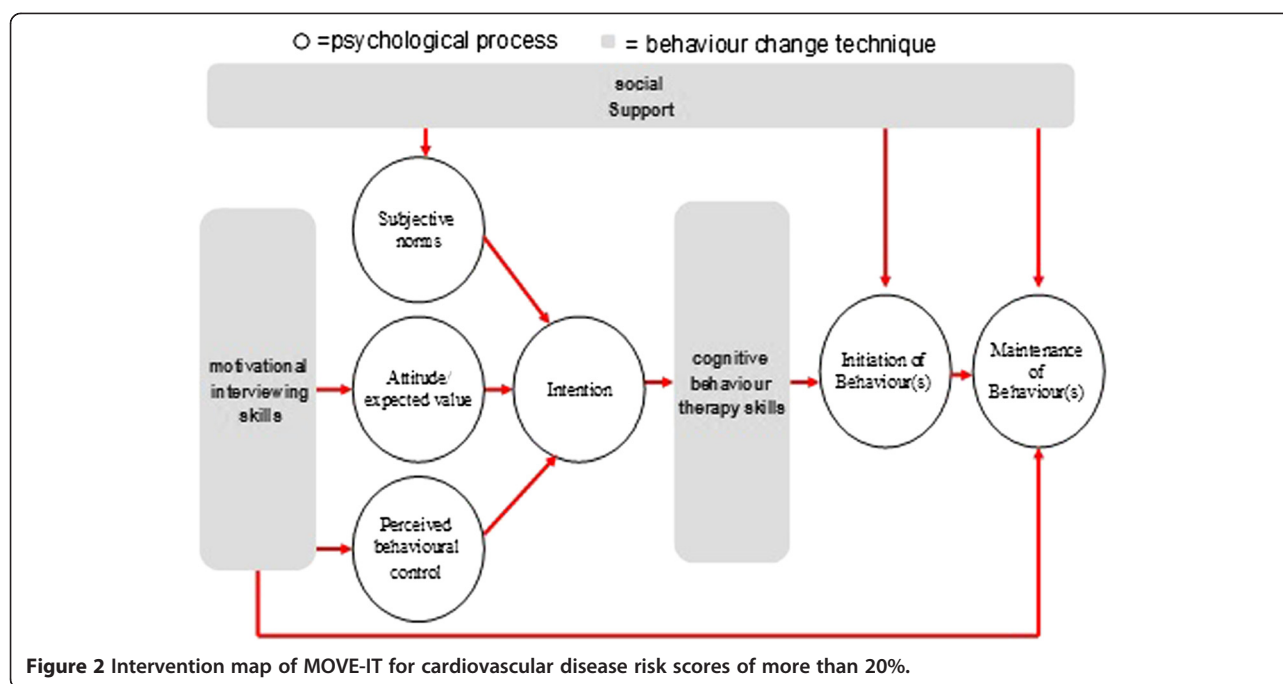 O =psychological process = behaviour change technique
social
Support
Subjective
norms
motivational
interviewing
skills
Attitude/
expected value
Intention
cognitive
behaviour
therapy skills
Initiation of
Behaviour(s)
Maintenance
of
Behaviour(s)
Perceived
behavioural
control
Figure 2 Intervention map of MOVE-IT for cardiovascular disease risk scores of more than 20%.